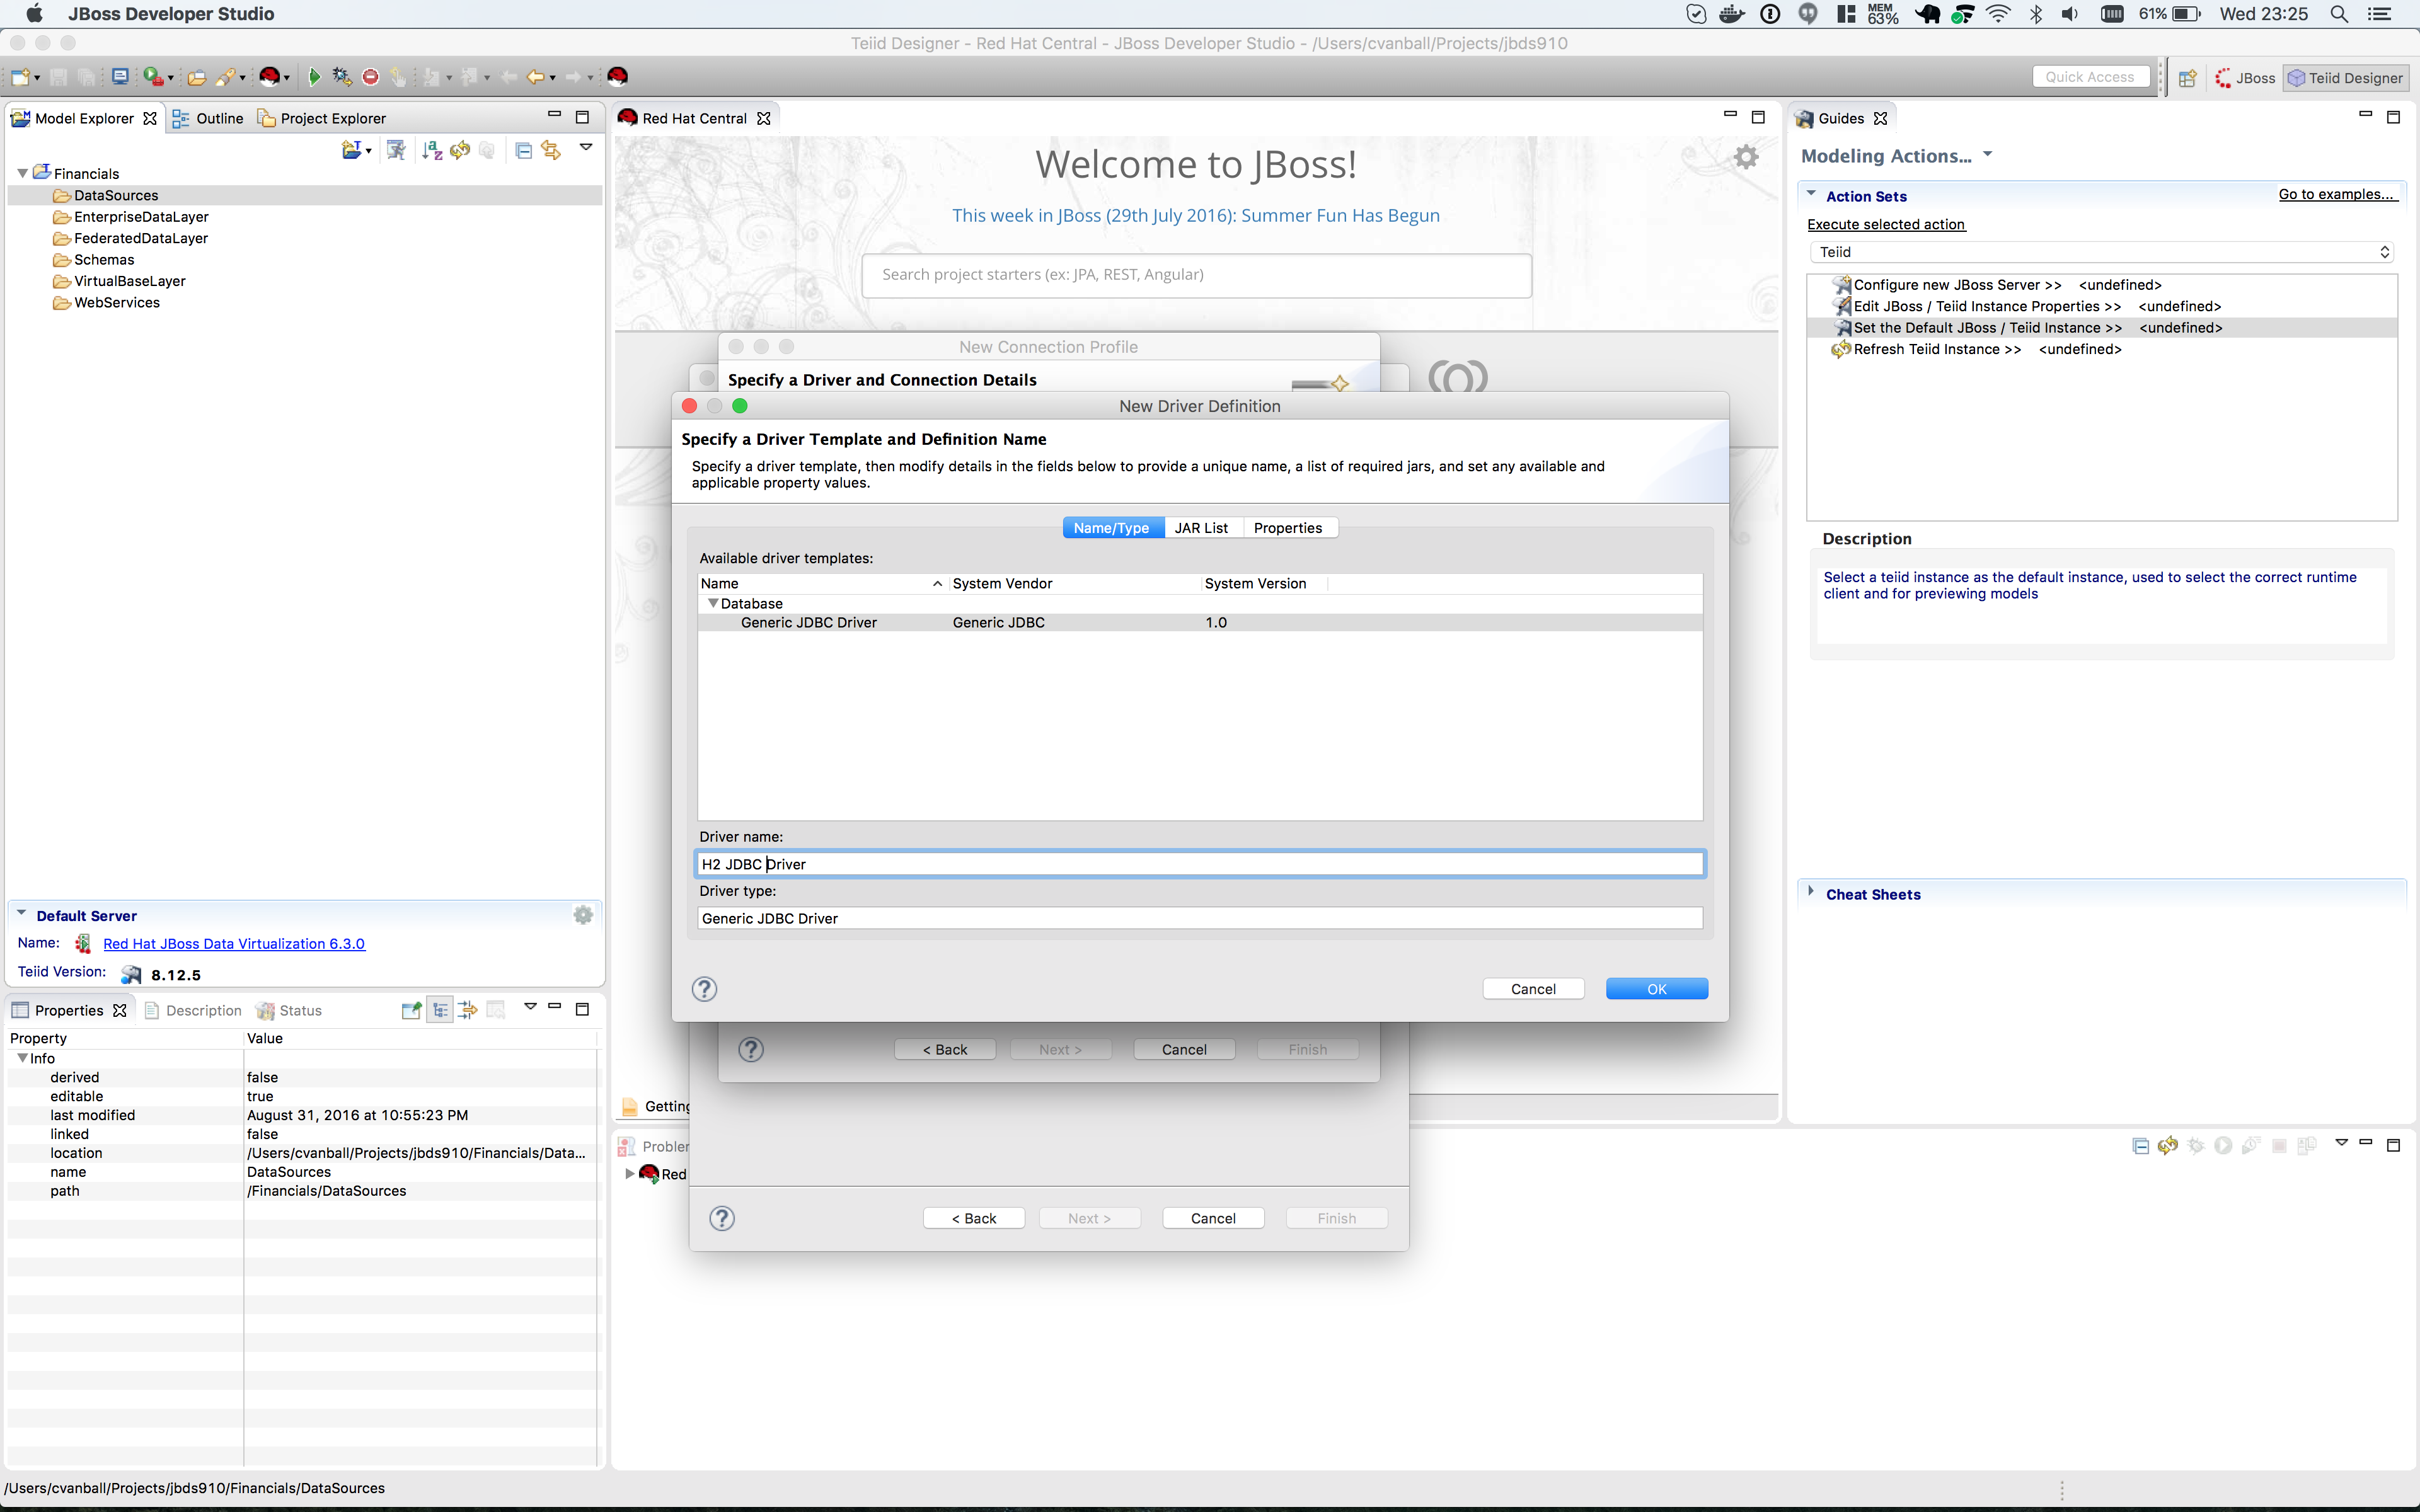 JBoss Developer Studio
MEM
63%
61%
Wed 23:25
Teiid Designer - Red Hat Central - JBoss Developer Studio - /Users/cvanball/Projects/jbds910
Quick Access
JBoss
Teiid Designer
Model Explorer
Outline
Project Explorer
Financials
DataSources
EnterpriseDataLayer
FederatedDataLayer
Schemas
VirtualBaseLayer
WebServices
Default Server
Name:
Red Hat JBoss Data Virtualization 6.3.0
Teiid Version:
8.12.5
Properties
Description
Status
Property Value
Info
derived false
editable true
last modified August 31, 2016 at 10:55:23 PM
linked false
location /Users/cvanball/Projects/jbds910/Financials/Data...
name DataSources
path /Financials/DataSources
/Users/cvanball/Projects/jbds910/Financials/DataSources
Red Hat Central
Welcome to JBoss!
This week in JBoss (29th July 2016): Summer Fun Has Begun
Search project starters (ex: JPA, REST, Angular)
New Connection Profile
Specify a Driver and Connection Details
New Driver Definition
Specify a Driver Template and Definition Name
Specify a driver template, then modify details in the fields below to provide a unique name, a list of required jars, and set any available and
applicable property values.
Name/Type
JAR List
Properties
Available driver templates:
Name System Vendor System Version
Database
Generic JDBC Driver Generic JDBC 1.0
Driver name:
H2 JDBC Driver
Driver type:
Generic JDBC Driver
Cancel
OK
< Back
Next >
Cancel
Finish
Getting
Problem
Red
< Back
Next >
Cancel
Finish
Guides
Modeling Actions...
Action Sets
Go to examples...
Execute selected action
Teiid
Configure new JBoss Server >> <undefined>
Edit JBoss / Teiid Instance Properties >> <undefined>
Set the Default JBoss / Teiid Instance >> <undefined>
Refresh Teiid Instance >> <undefined>
Description
Select a teiid instance as the default instance, used to select the correct runtime
client and for previewing models
Cheat Sheets